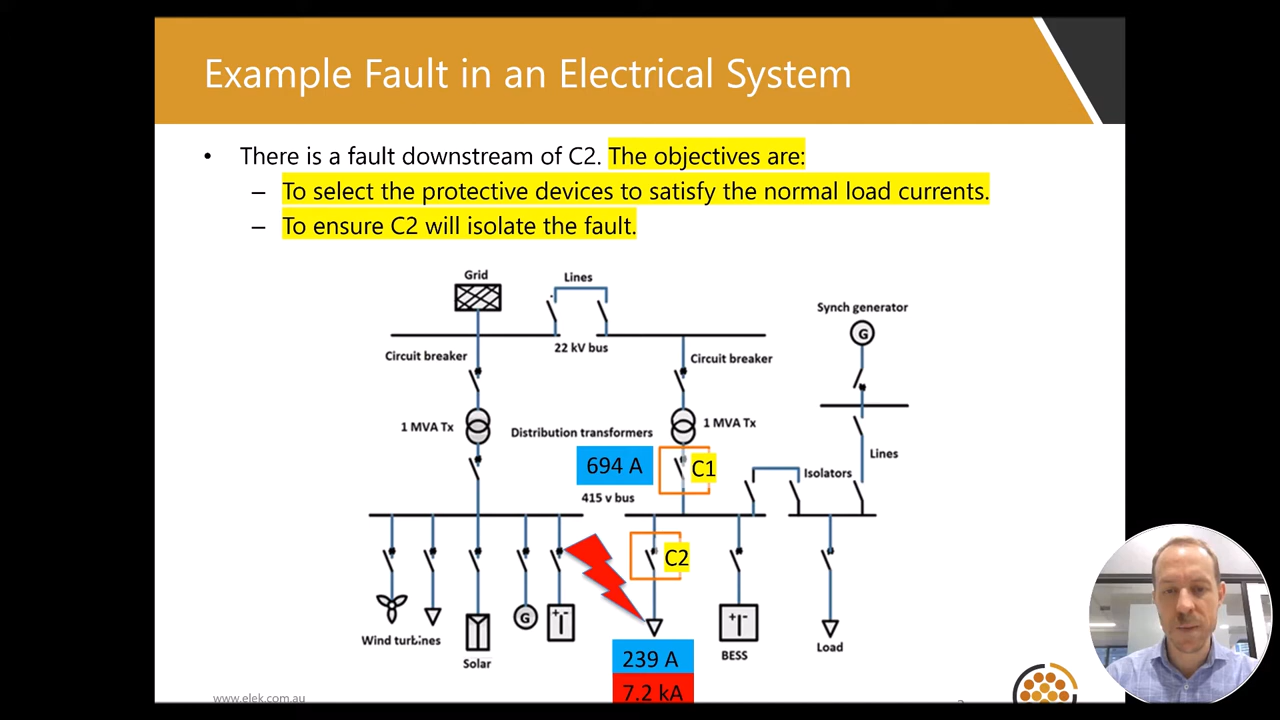 Example Fault in an Electrical System
• There is a fault downstream of C2. The objectives are:
– To select the protective devices to satisfy the normal load currents.
– To ensure C2 will isolate the fault.
Grid
Lines
Synch generator
G
22 kV bus
Circuit breaker
Circuit breaker
1 MVA Tx
Distribution transformers
1 MVA Tx
694 A
C1
Lines
Isolators
415 v bus
C2
G
+ -
+ -
Wind turbines
Solar
BESS
Load
239 A
7.2 kA
www.elek.com.au